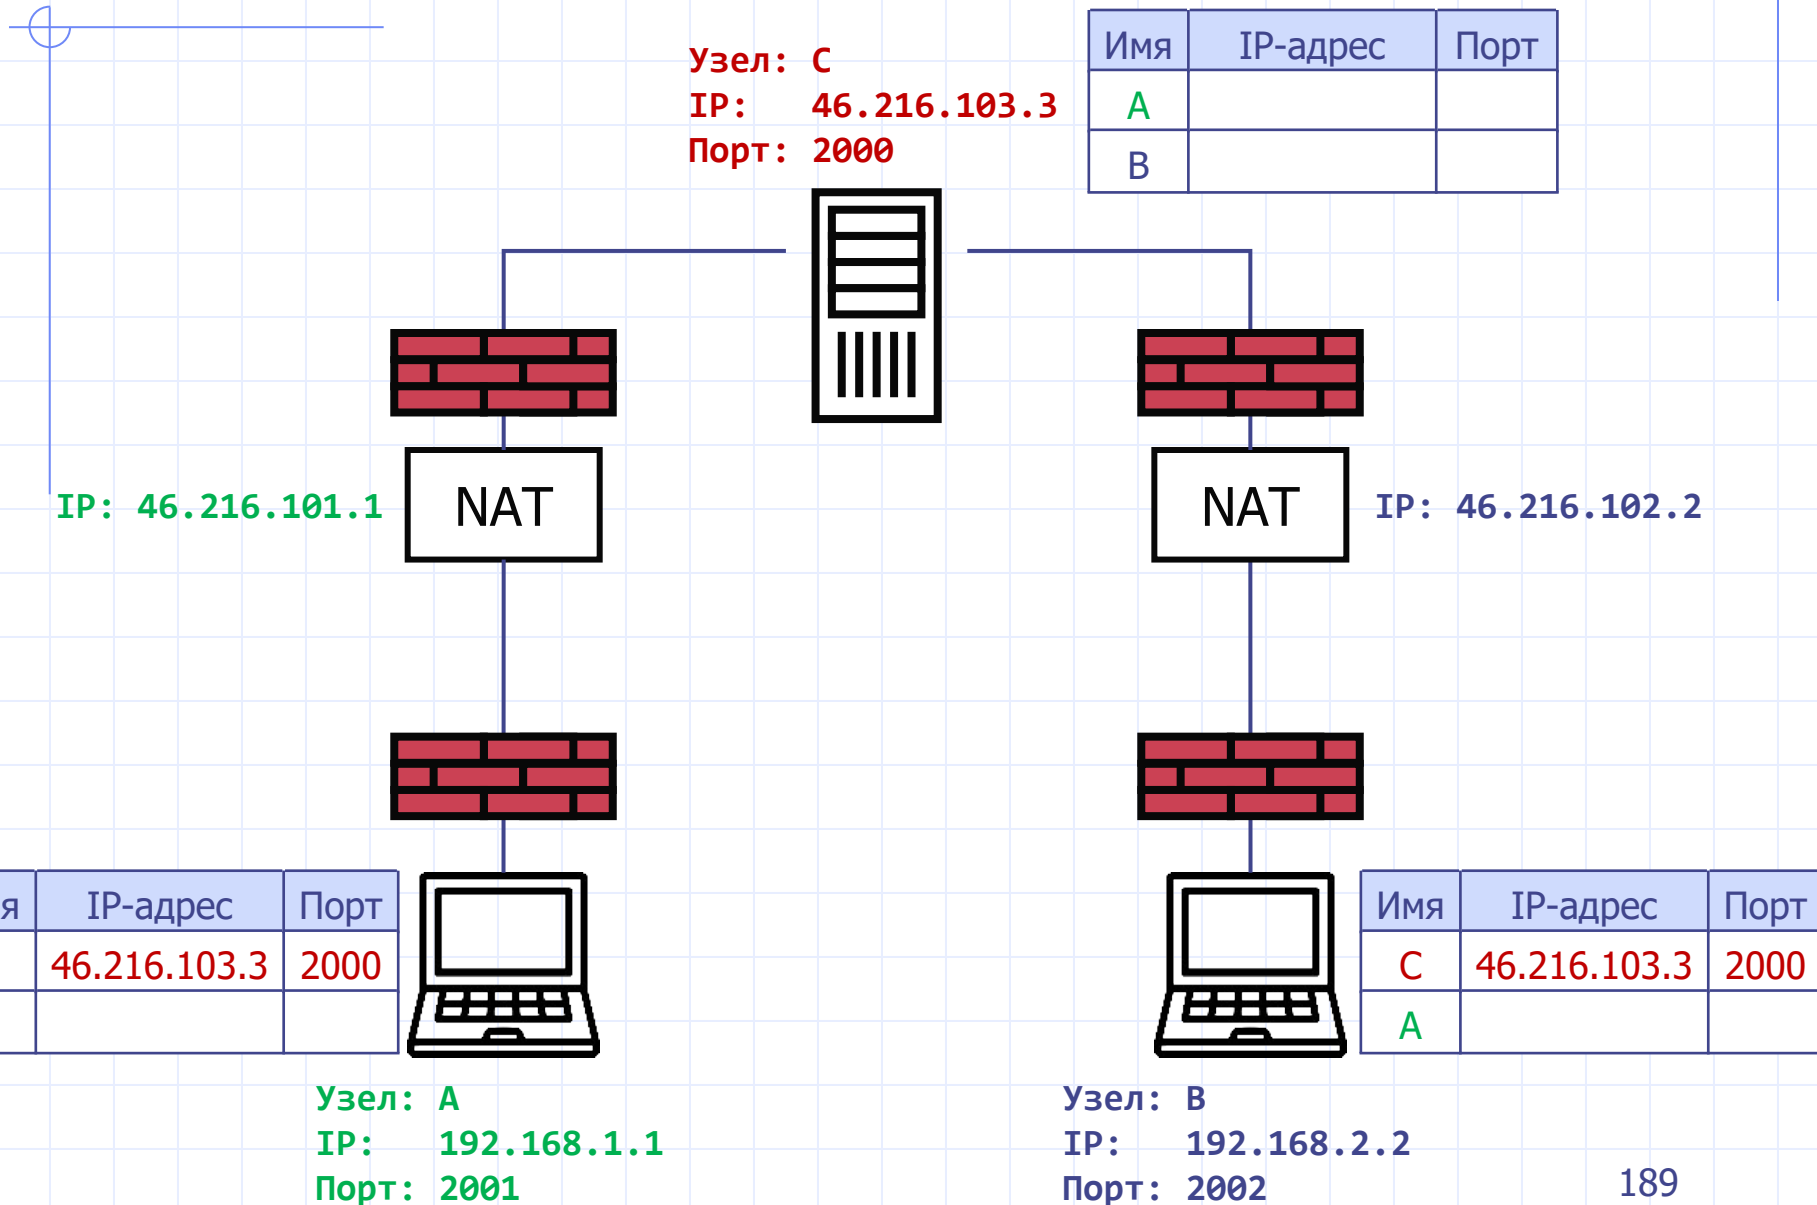 Узел: C
IP: 46.216.103.3
Порт: 2000
Имя IP-адрес Порт
A
B
IP: 46.216.101.1
NAT
NAT
IP: 46.216.102.2
я IP-адрес Порт
46.216.103.3 2000
Имя IP-адрес Порт
C 46.216.103.3 2000
A
Узел: A
IP: 192.168.1.1
Порт: 2001
Узел: B
IP: 192.168.2.2
Порт: 2002
189